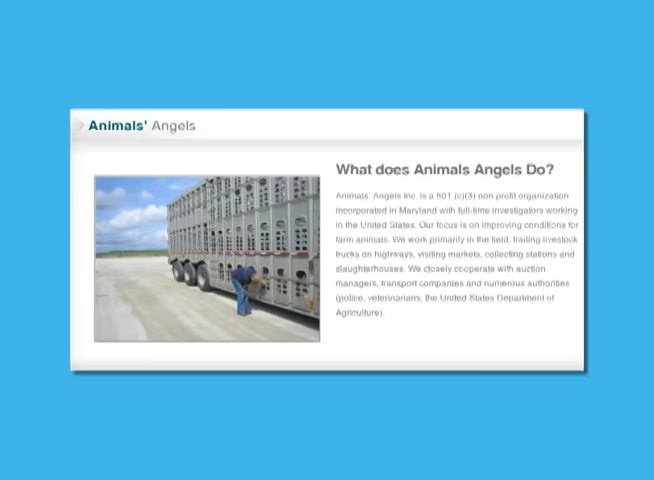 Animals' Angels
What does Animals Angels Do?
Animals' Angels Inc. is a 501 (c)(3) non profit organization
incorporated in Maryland with full-time investigators working
in the United States. Our focus is on improving conditions for
farm animals. We work primarily in the field, trailing livestock
trucks on highways, visiting markets, collecting stations and
slaughterhouses. We closely cooperate with auction
managers, transport companies and numerous authorities
(police, veterinarians, the United States Department of
Agriculture).